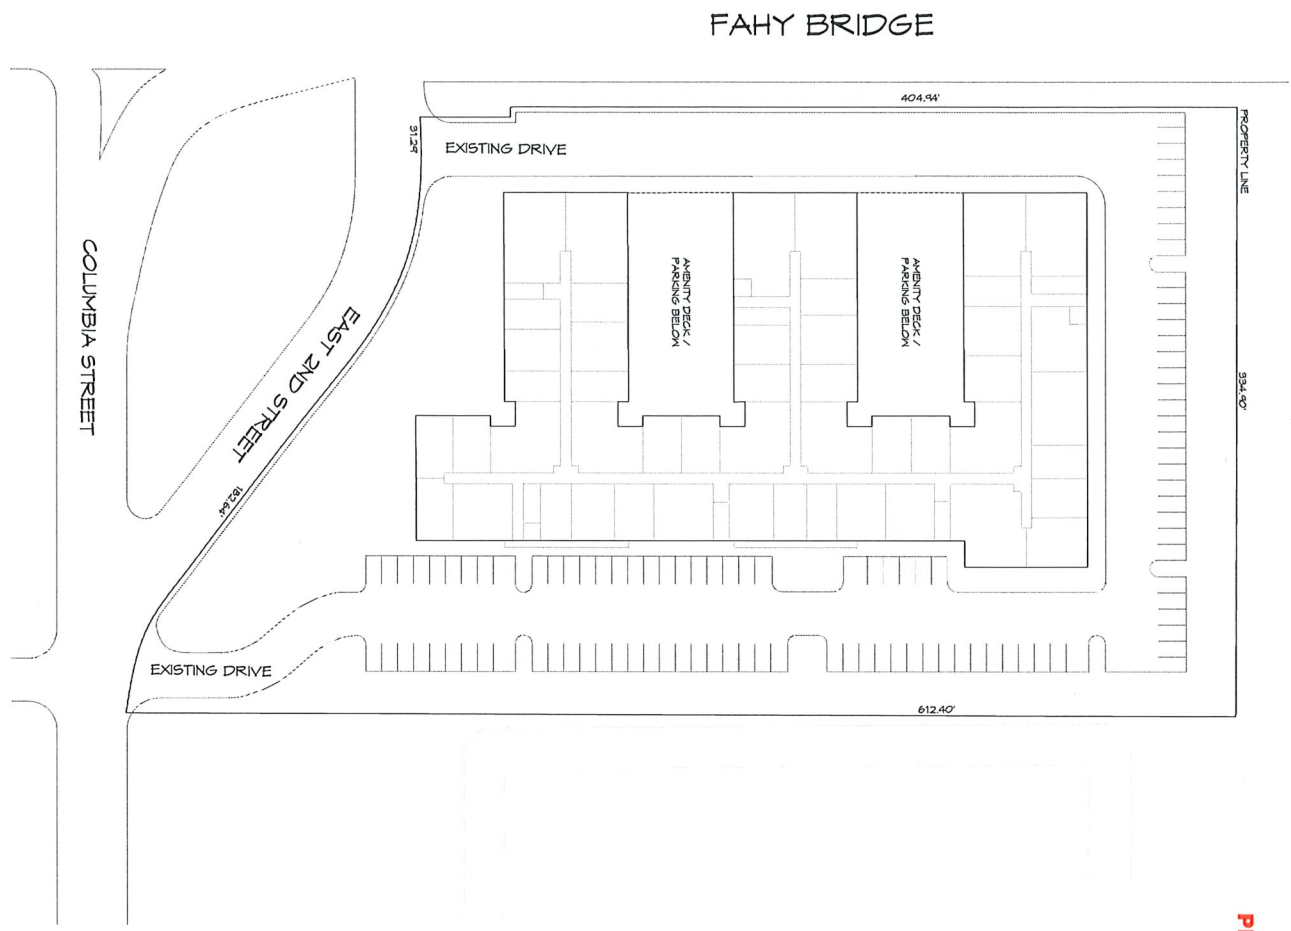 FAHY BRIDGE
404.94'
PROPERTY LINE
31.29
EXISTING DRIVE
COLUMBIA STREET
EAST 2ND STREET
AMENITY DECK /
PARKING BELOW
AMENITY DECK /
PARKING BELOW
334.90'
182.64'
EXISTING DRIVE
612.40'